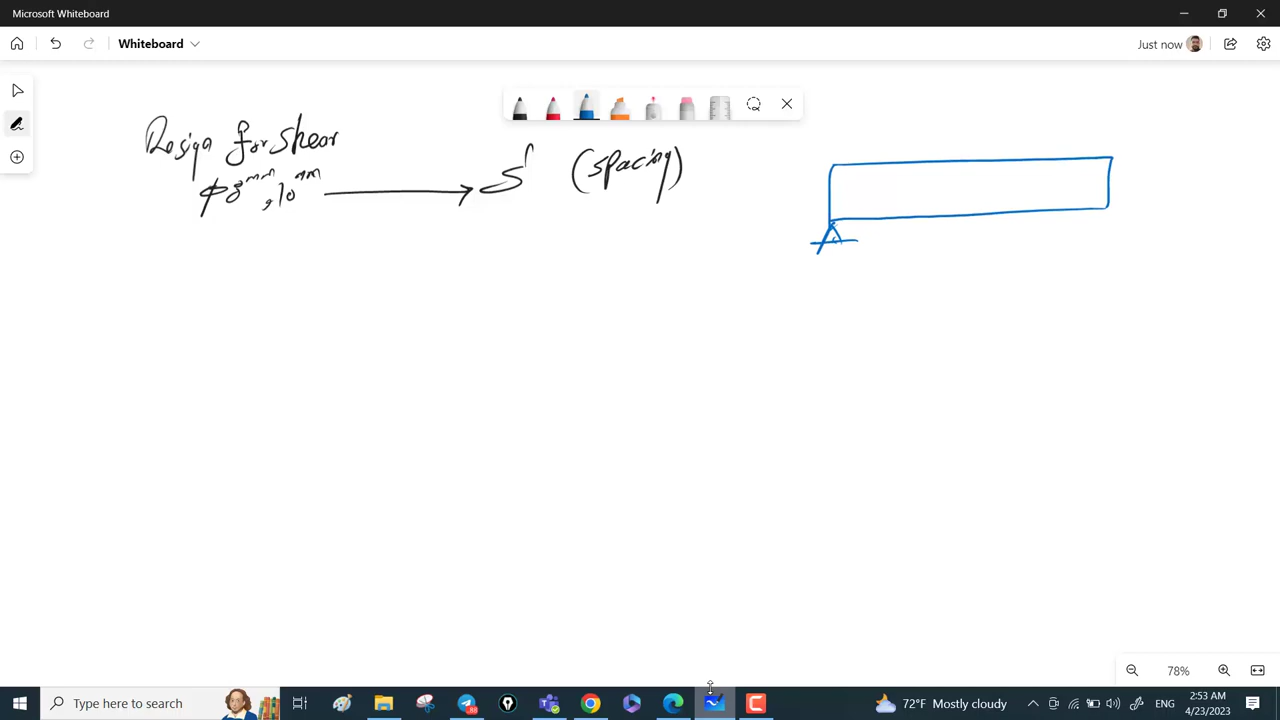 Microsoft Whiteboard
Whiteboard
Just now
Design for shear
ϕ8mm, 10mm → S (spacing)
78%
Type here to search
72°F Mostly cloudy
ENG
2:53 AM
4/23/2023